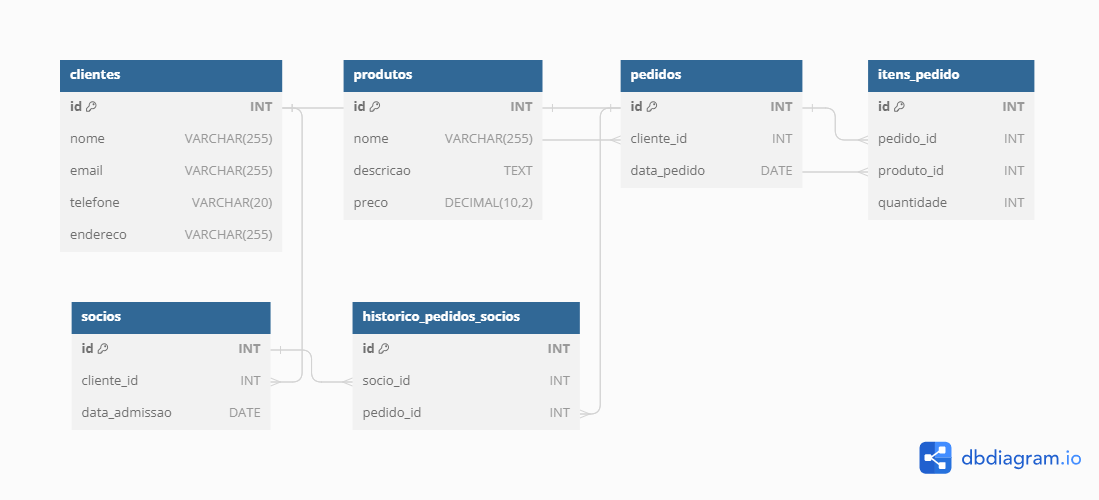 clientes
id INT
nome VARCHAR(255)
email VARCHAR(255)
telefone VARCHAR(20)
endereco VARCHAR(255)
produtos
id INT
nome VARCHAR(255)
descricao TEXT
preco DECIMAL(10,2)
pedidos
id INT
cliente_id INT
data_pedido DATE
itens_pedido
id INT
pedido_id INT
produto_id INT
quantidade INT
socios
id INT
cliente_id INT
data_admissao DATE
historico_pedidos_socios
id INT
socio_id INT
pedido_id INT
dbdiagram.io